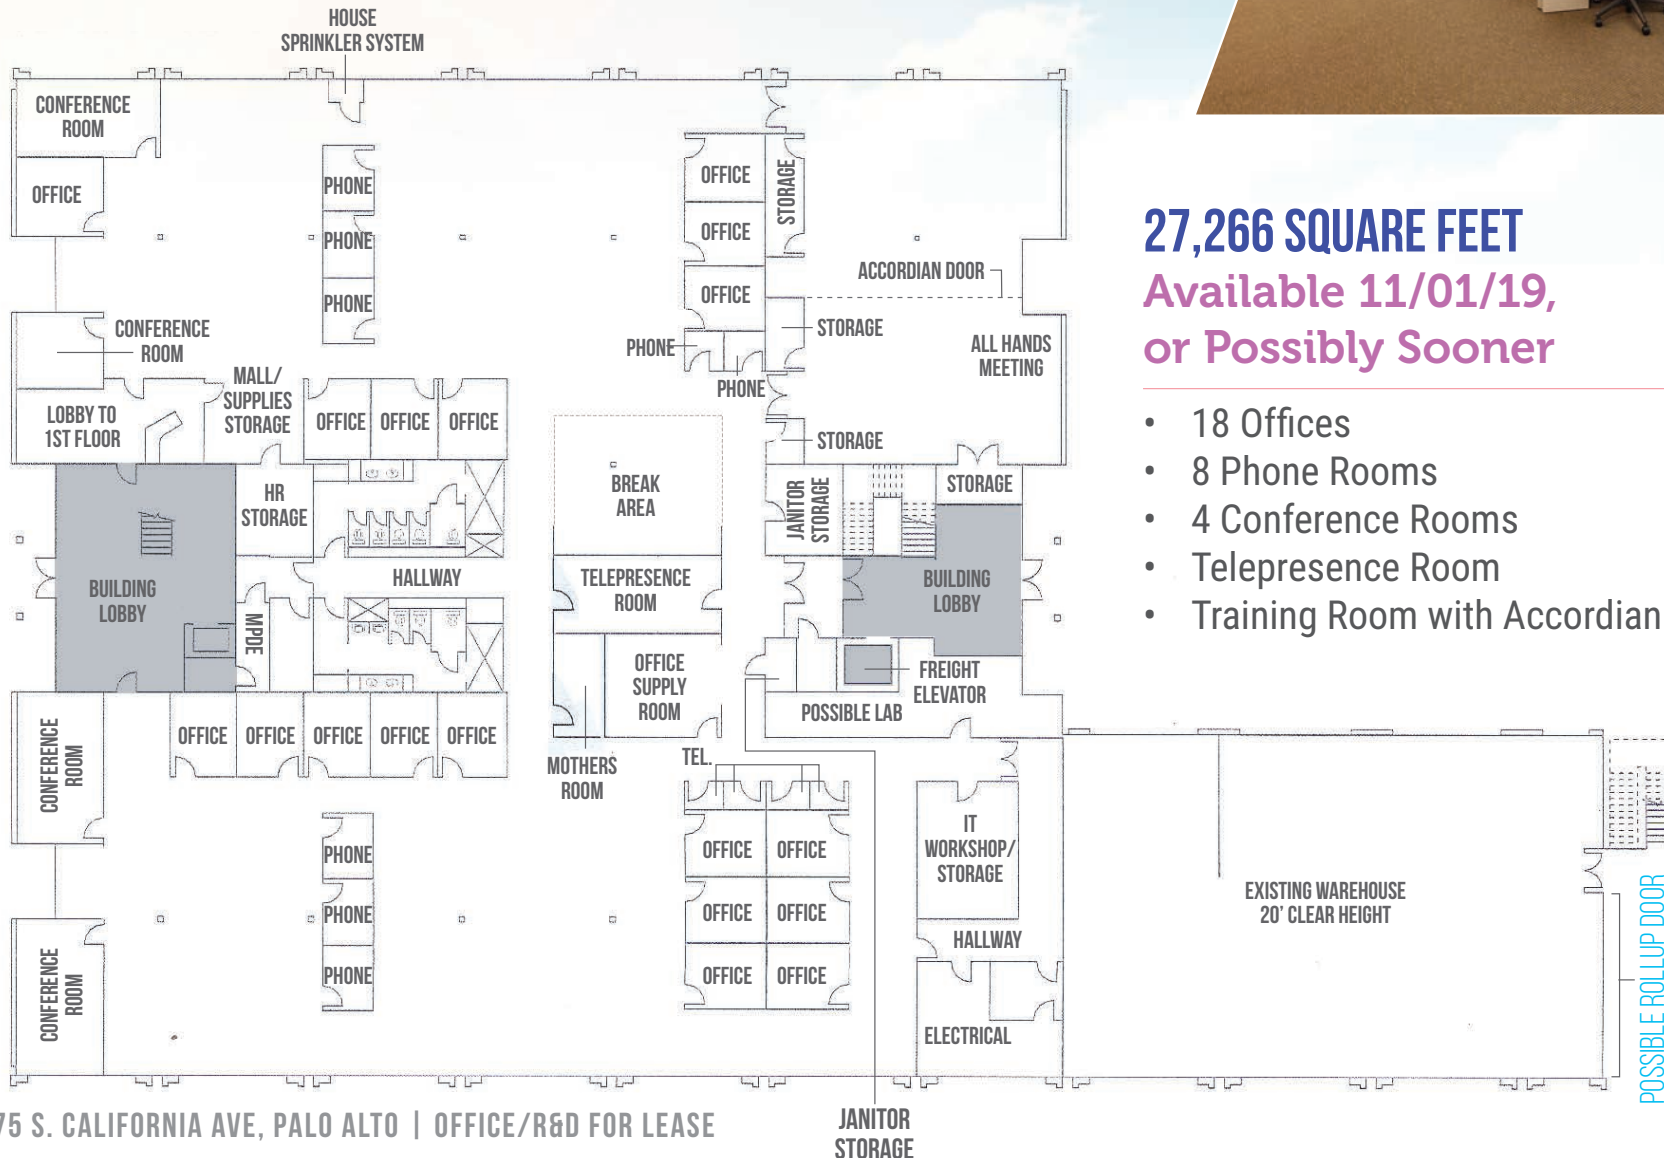 HOUSE
SPRINKLER SYSTEM
CONFERENCE
ROOM
OFFICE
PHONE
PHONE
PHONE
OFFICE
OFFICE
OFFICE
STORAGE
ACCORDIAN DOOR
STORAGE
ALL HANDS
MEETING
PHONE
PHONE
STORAGE
CONFERENCE
ROOM
MALL/
SUPPLIES
STORAGE
LOBBY TO
1ST FLOOR
OFFICE
OFFICE
OFFICE
HR
STORAGE
BREAK
AREA
JANITOR
STORAGE
STORAGE
BUILDING
LOBBY
MPDE
HALLWAY
TELEPRESENCE
ROOM
BUILDING
LOBBY
OFFICE
SUPPLY
ROOM
FREIGHT
ELEVATOR
POSSIBLE LAB
CONFERENCE
ROOM
OFFICE
OFFICE
OFFICE
OFFICE
OFFICE
MOTHERS
ROOM
TEL.
PHONE
PHONE
PHONE
OFFICE
OFFICE
OFFICE
OFFICE
OFFICE
OFFICE
IT
WORKSHOP/
STORAGE
HALLWAY
ELECTRICAL
EXISTING WAREHOUSE
20' CLEAR HEIGHT
POSSIBLE ROLLUP DOOR
CONFERENCE
ROOM
JANITOR
STORAGE
27,266 SQUARE FEET
Available 11/01/19,
or Possibly Sooner
• 18 Offices
• 8 Phone Rooms
• 4 Conference Rooms
• Telepresence Room
• Training Room with Accordian
75 S. CALIFORNIA AVE, PALO ALTO | OFFICE/R&D FOR LEASE